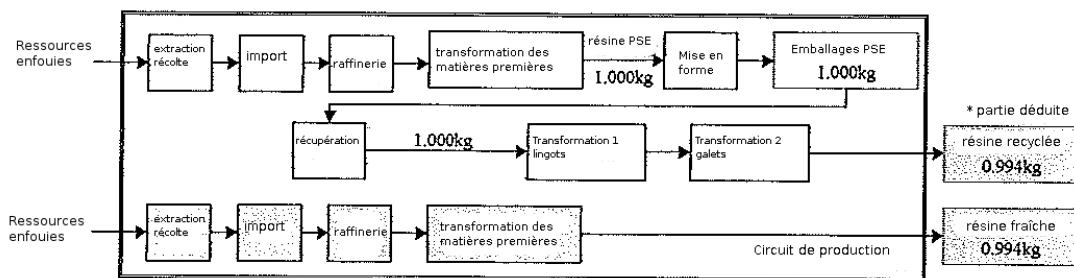 Ressources
enfouies
extraction
récolte
import
raffinerie
transformation des
matières premières
résine PSE
1.000kg
Mise en
forme
Emballages PSE
1.000kg
* partie déduite
récupération
1.000kg
Transformation 1
lingots
Transformation 2
galets
résine recyclée
0.994kg
Ressources
enfouies
extraction
récolte
import
raffinerie
transformation des
matières premières
Circuit de production
résine fraîche
0.994kg